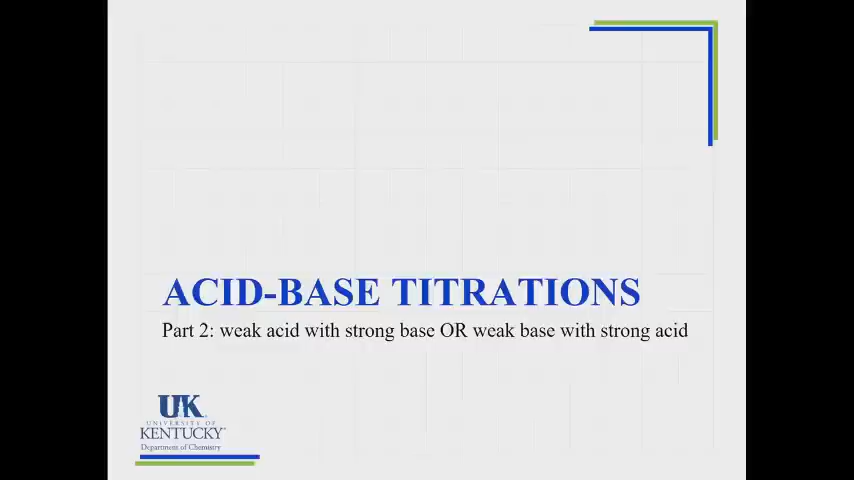 ACID-BASE TITRATIONS
Part 2: weak acid with strong base OR weak base with strong acid
UK
UNIVERSITY OF
KENTUCKY™
Department of Chemistry